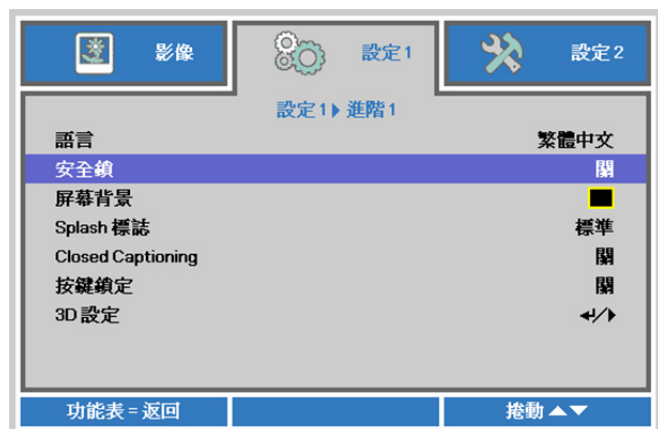 影像
設定1
設定2
設定1▶進階1
語言 繁體中文
安全鎖 關
屏幕背景
Splash 標誌 標準
Closed Captioning 關
按鍵鎖定 關
3D 設定 ↵/▶
功能表 = 返回
捲動▲▼